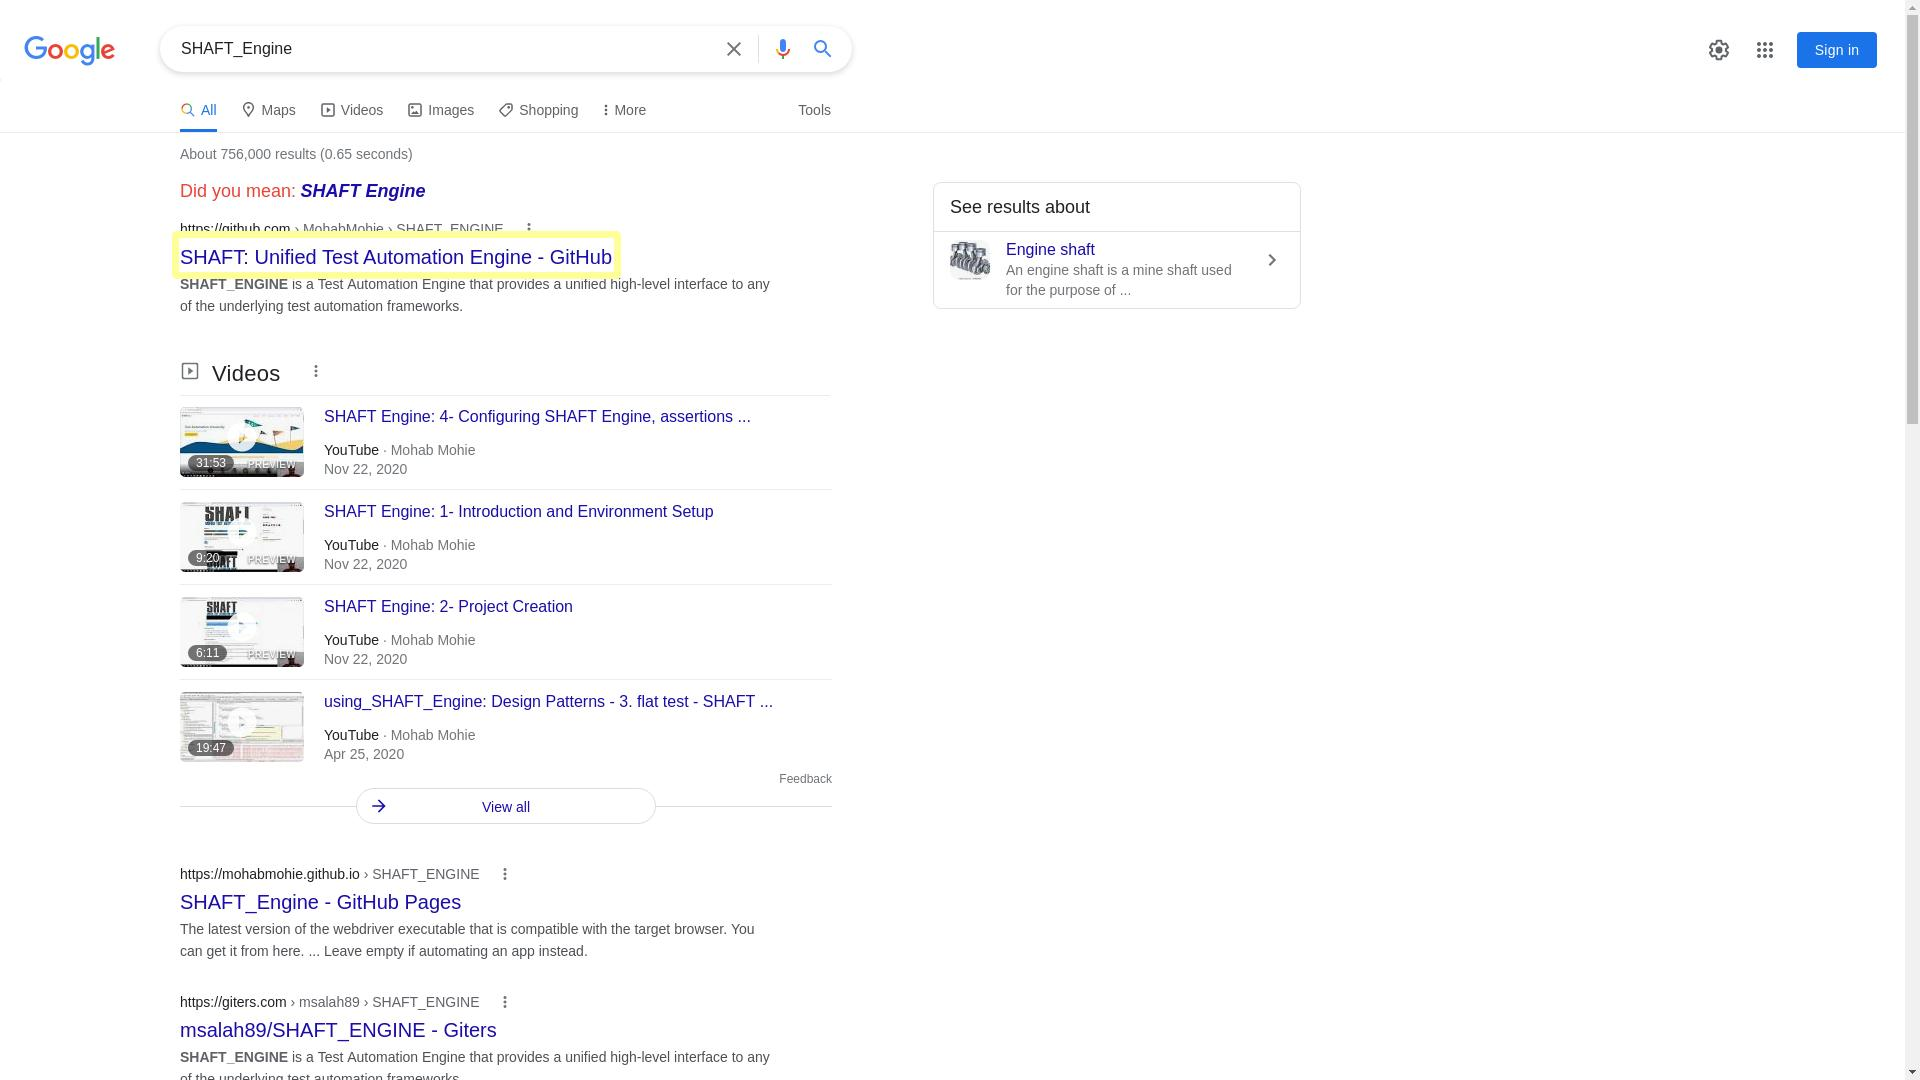 Google
SHAFT_Engine
Sign in
All
Maps
Videos
Images
Shopping
More
Tools
About 756,000 results (0.65 seconds)
Did you mean: SHAFT Engine
https://github.com › MohabMohie › SHAFT_ENGINE
SHAFT: Unified Test Automation Engine - GitHub
SHAFT_ENGINE is a Test Automation Engine that provides a unified high-level interface to any
of the underlying test automation frameworks.
See results about
Engine shaft
An engine shaft is a mine shaft used
for the purpose of ...
Videos
SHAFT Engine: 4- Configuring SHAFT Engine, assertions ...
31:53
PREVIEW
YouTube · Mohab Mohie
Nov 22, 2020
SHAFT
SHAFT Engine: 1- Introduction and Environment Setup
9:20
PREVIEW
YouTube · Mohab Mohie
Nov 22, 2020
SHAFT
SHAFT Engine: 2- Project Creation
6:11
PREVIEW
YouTube · Mohab Mohie
Nov 22, 2020
using_SHAFT_Engine: Design Patterns - 3. flat test - SHAFT ...
19:47
YouTube · Mohab Mohie
Apr 25, 2020
Feedback
View all
https://mohabmohie.github.io › SHAFT_ENGINE
SHAFT_Engine - GitHub Pages
The latest version of the webdriver executable that is compatible with the target browser. You
can get it from here. ... Leave empty if automating an app instead.
https://giters.com › msalah89 › SHAFT_ENGINE
msalah89/SHAFT_ENGINE - Giters
SHAFT_ENGINE is a Test Automation Engine that provides a unified high-level interface to any
of the underlying test automation frameworks.